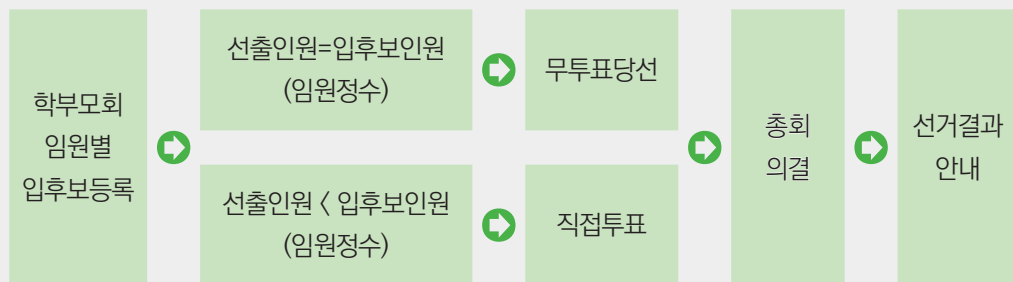 학부모회
임원별
입후보등록
선출인원=입후보인원
(임원정수)
무투표당선
선출인원 < 입후보인원
(임원정수)
직접투표
총회
의결
선거결과
안내